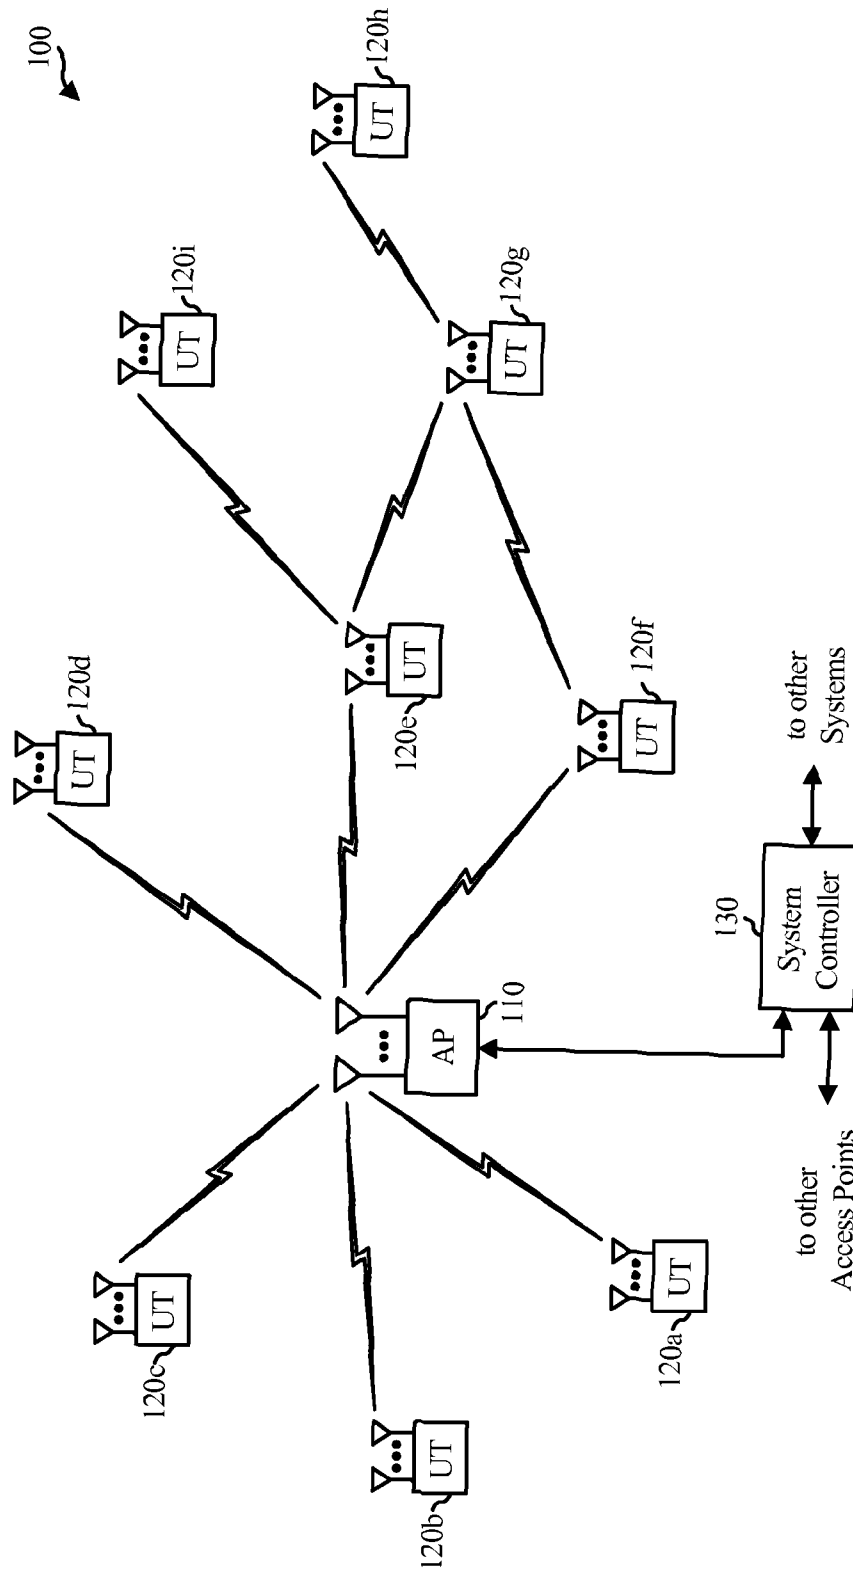 100
120d
UT
120i
UT
120h
UT
120c
UT
120e
UT
120g
UT
120b
UT
AP
110
120f
UT
120a
UT
130
System
Controller
to other
Systems
to other
Access Points